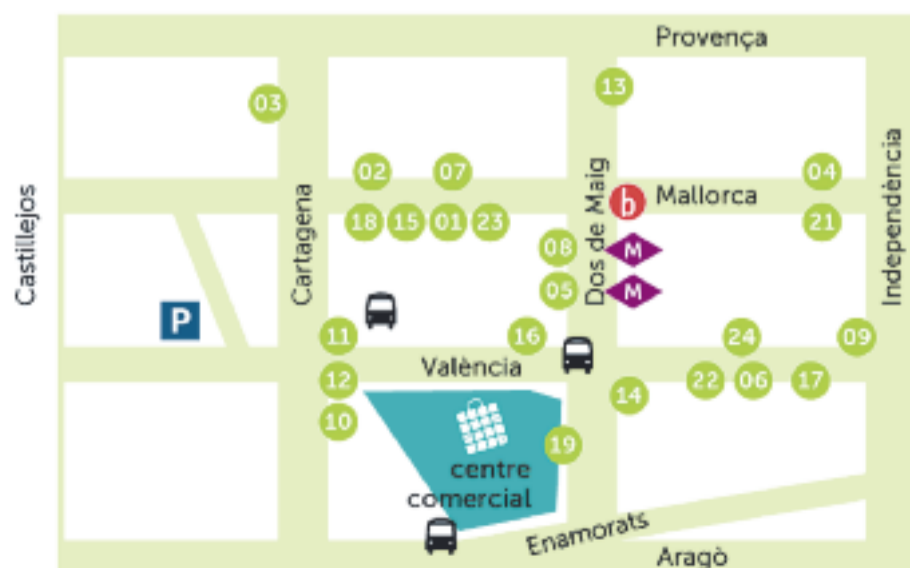 Provença
03
13
02
07
04
Castillejos
Cartagena
Dos de Maig
b
Mallorca
Independència
18
15
01
23
21
08
M
05
M
P
11
16
24
09
València
12
22
06
17
14
10
19
centre
comercial
Enamorats
Aragò